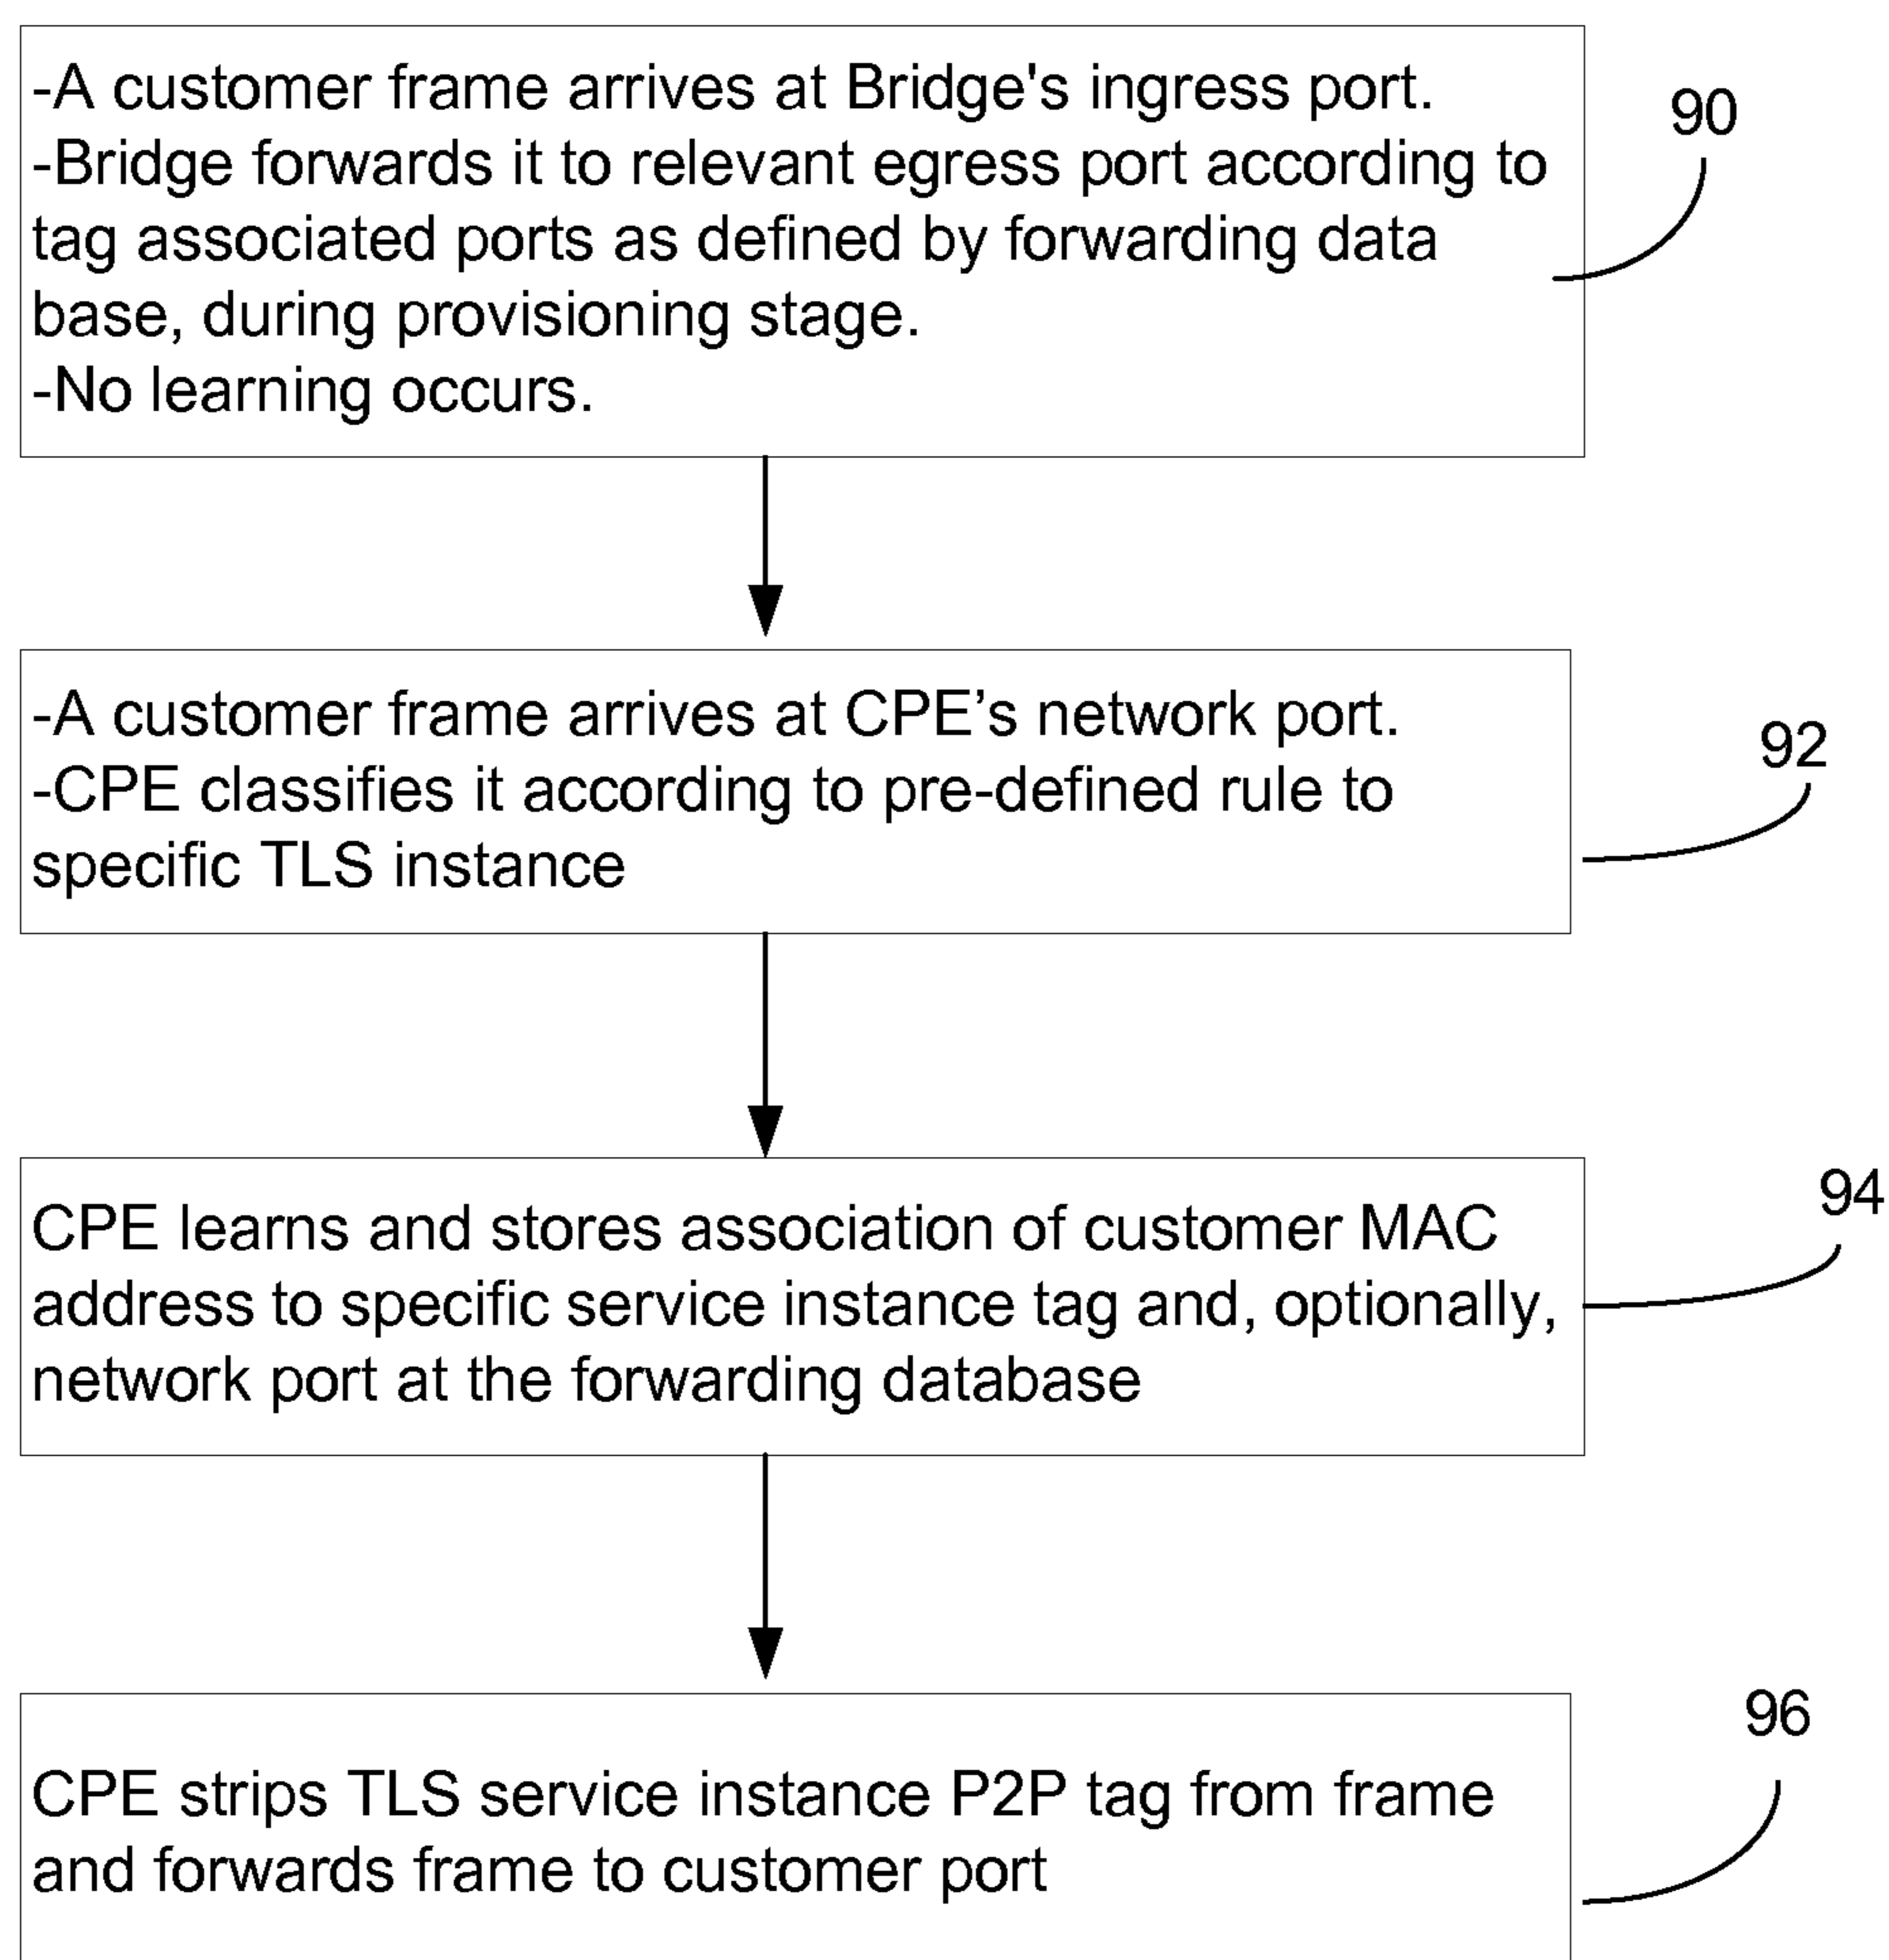 -A customer frame arrives at Bridge's ingress port.
-Bridge forwards it to relevant egress port according to
tag associated ports as defined by forwarding data
base, during provisioning stage.
-No learning occurs.
90
-A customer frame arrives at CPE’s network port.
-CPE classifies it according to pre-defined rule to
specific TLS instance
92
CPE learns and stores association of customer MAC
address to specific service instance tag and, optionally,
network port at the forwarding database
94
CPE strips TLS service instance P2P tag from frame
and forwards frame to customer port
96